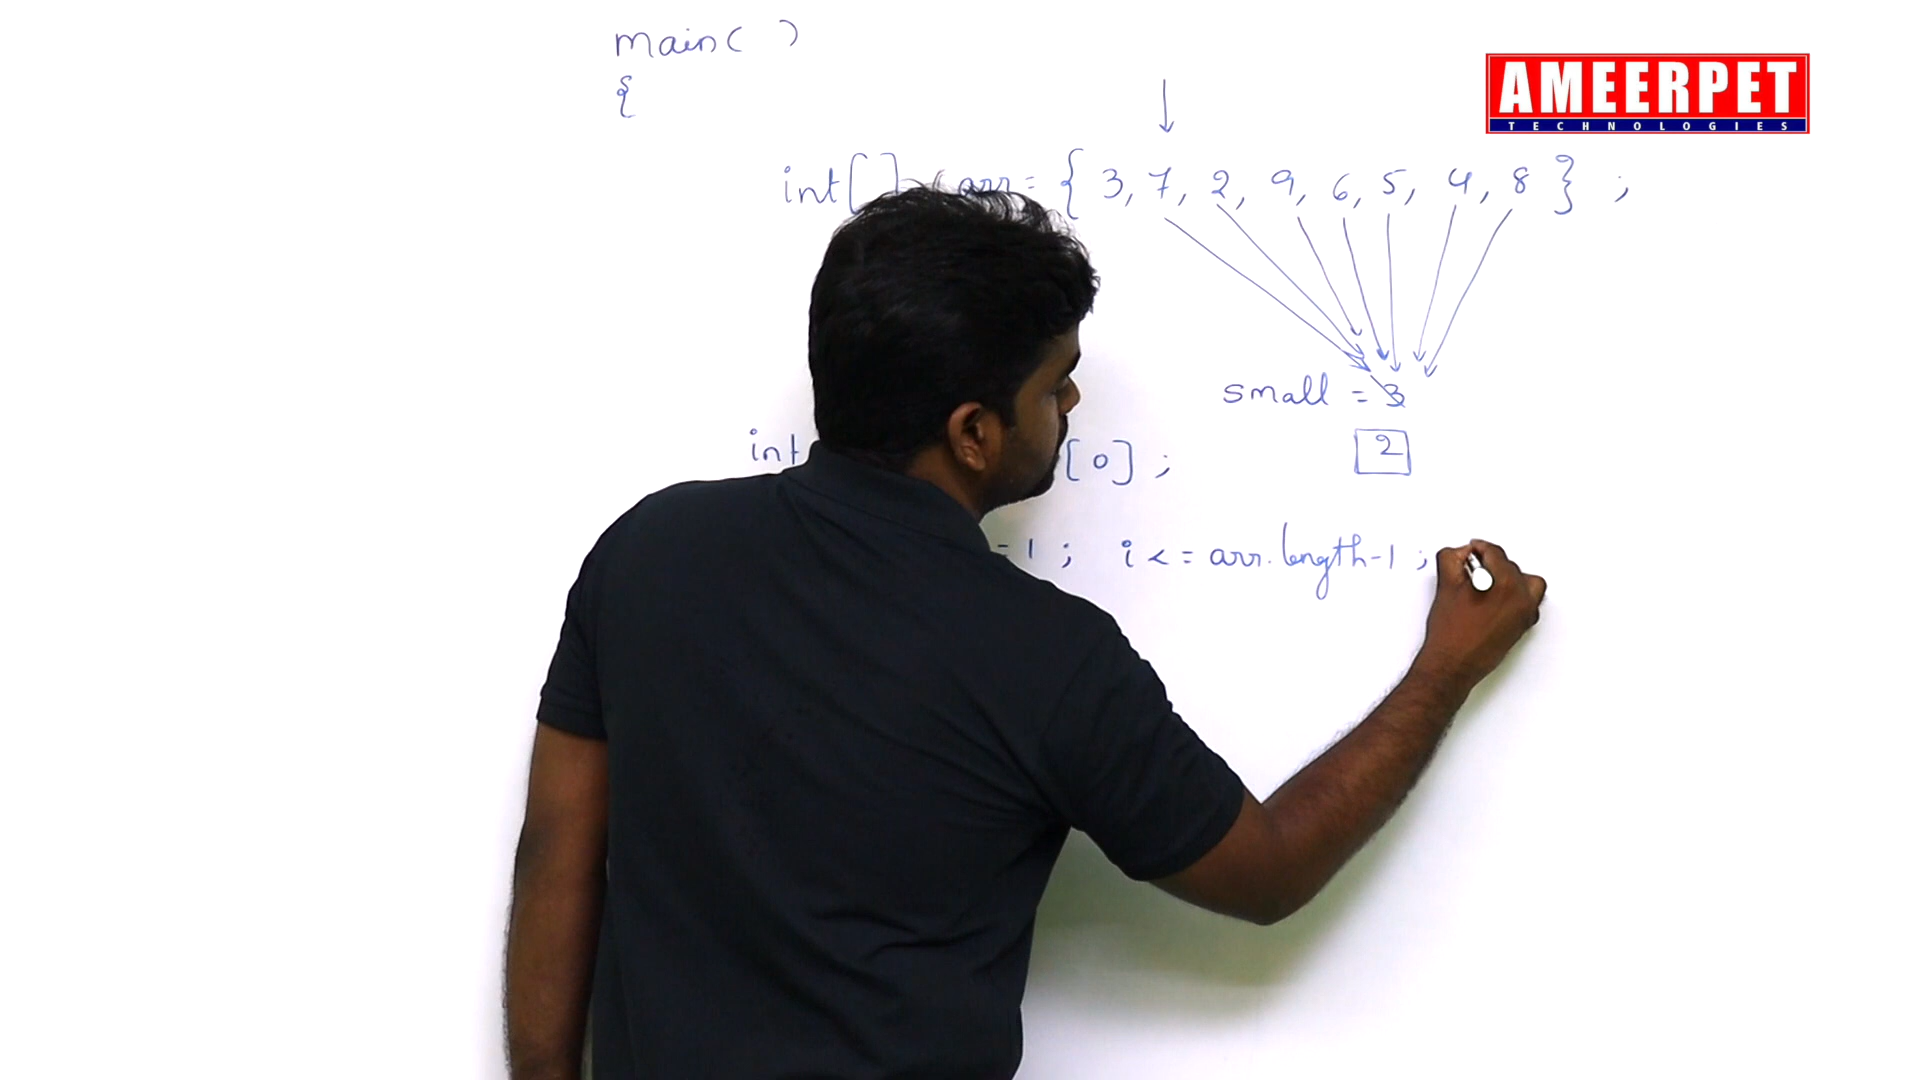 main( )
{
AMEERPET
TECHNOLOGIES
int[] arr= { 3, 7, 2, 9, 6, 5, 4, 8 } ;
small = 3
2
int [0] ;
=1 ; i <= arr.length-1 ;